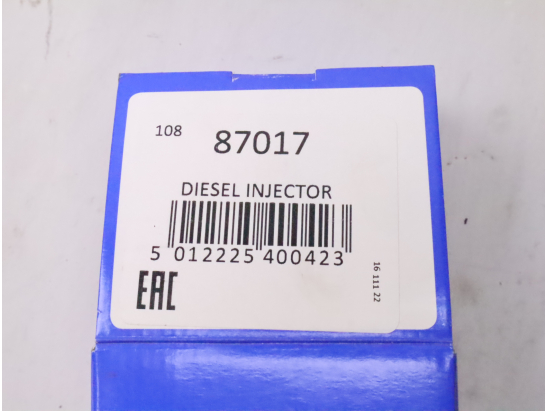 108 87017
DIESEL INJECTOR
5 012225 400423
EAC
16 111 22